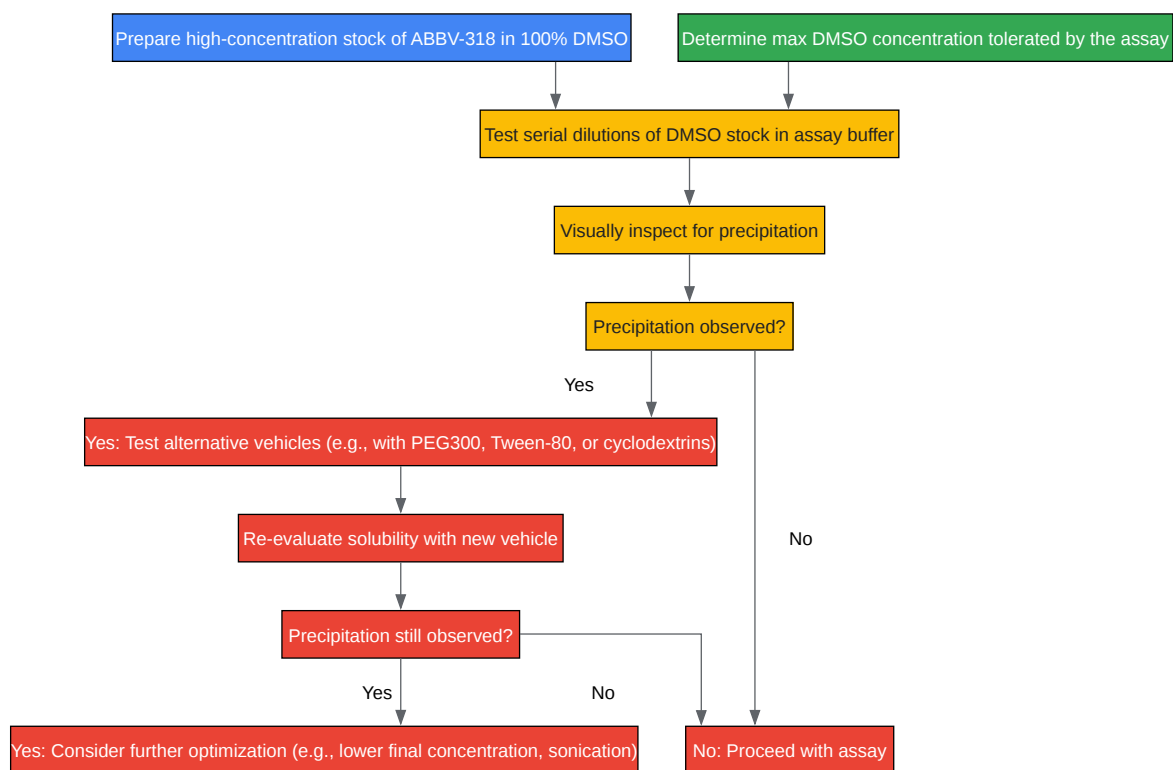 Prepare high-concentration stock of ABBV-318 in 100% DMSO
Determine max DMSO concentration tolerated by the assay
Test serial dilutions of DMSO stock in assay buffer
Visually inspect for precipitation
Precipitation observed?
Yes
Yes: Test alternative vehicles (e.g., with PEG300, Tween-80, or cyclodextrins)
Re-evaluate solubility with new vehicle
No
Precipitation still observed?
Yes
No
Yes: Consider further optimization (e.g., lower final concentration, sonication)
No: Proceed with assay